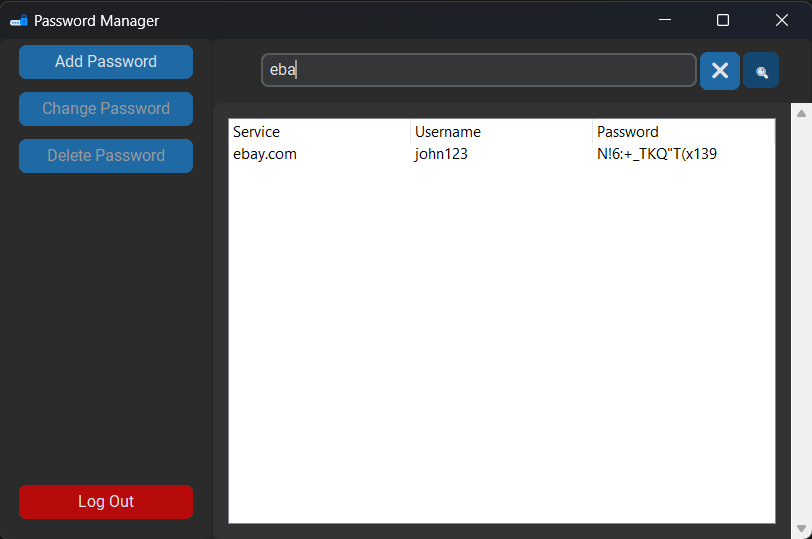 Password Manager
Add Password
Change Password
Delete Password
Log Out
eba
Service Username Password
ebay.com john123 N!6:+_TKQ"T(x139